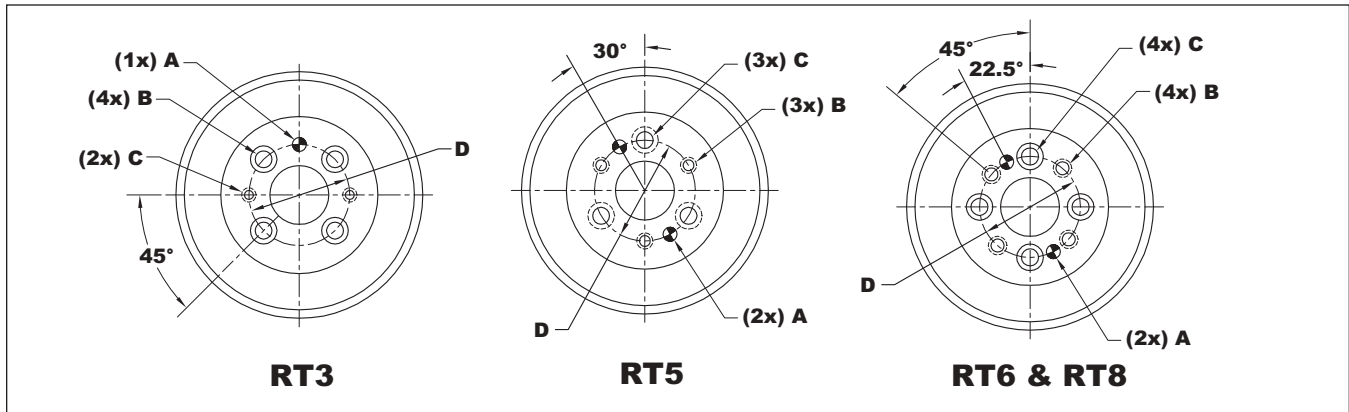 (1x) A
(4x) B
(2x) C
D
45°
RT3
30°
(3x) C
(3x) B
D
(2x) A
RT5
45°
22.5°
(4x) C
(4x) B
D
(2x) A
RT6 & RT8